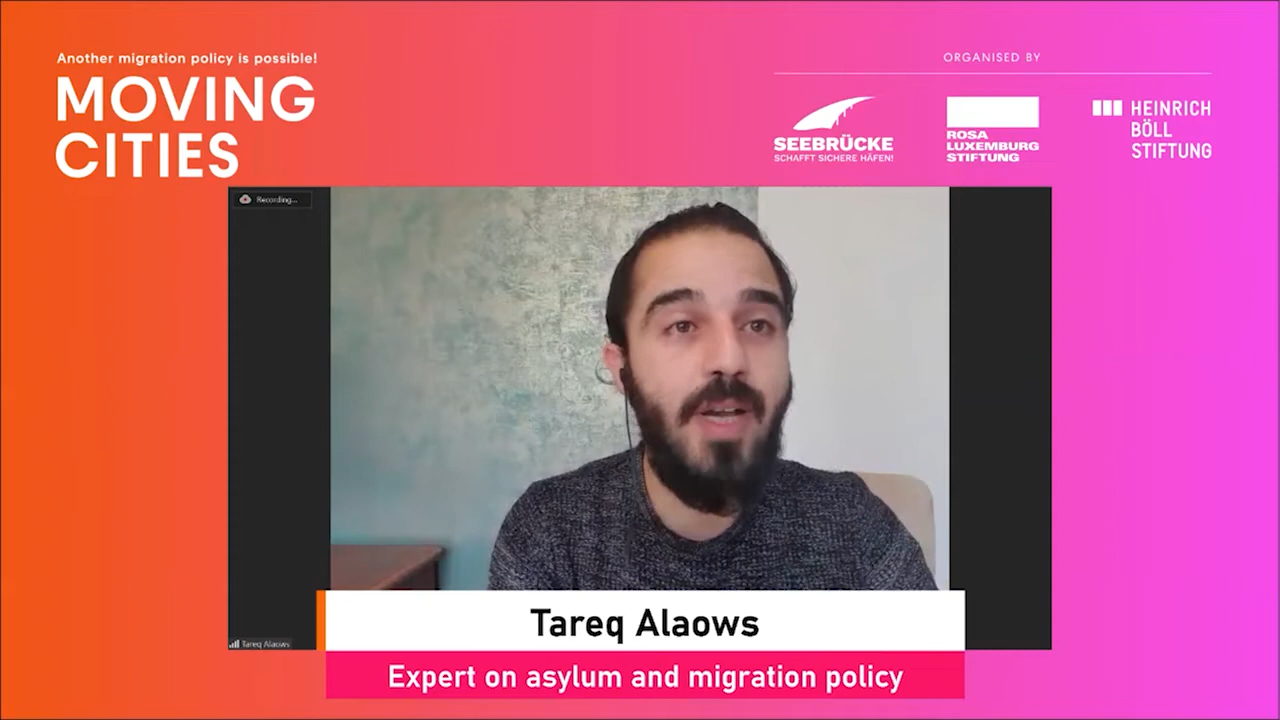 Another migration policy is possible!
MOVING
CITIES
ORGANISED BY
SEEBRÜCKE
SCHAFFT SICHERE HÄFEN!
ROSA
LUXEMBURG
STIFTUNG
HEINRICH
BÖLL
STIFTUNG
Recording...
Tareq Alaows
Tareq Alaows
Expert on asylum and migration policy